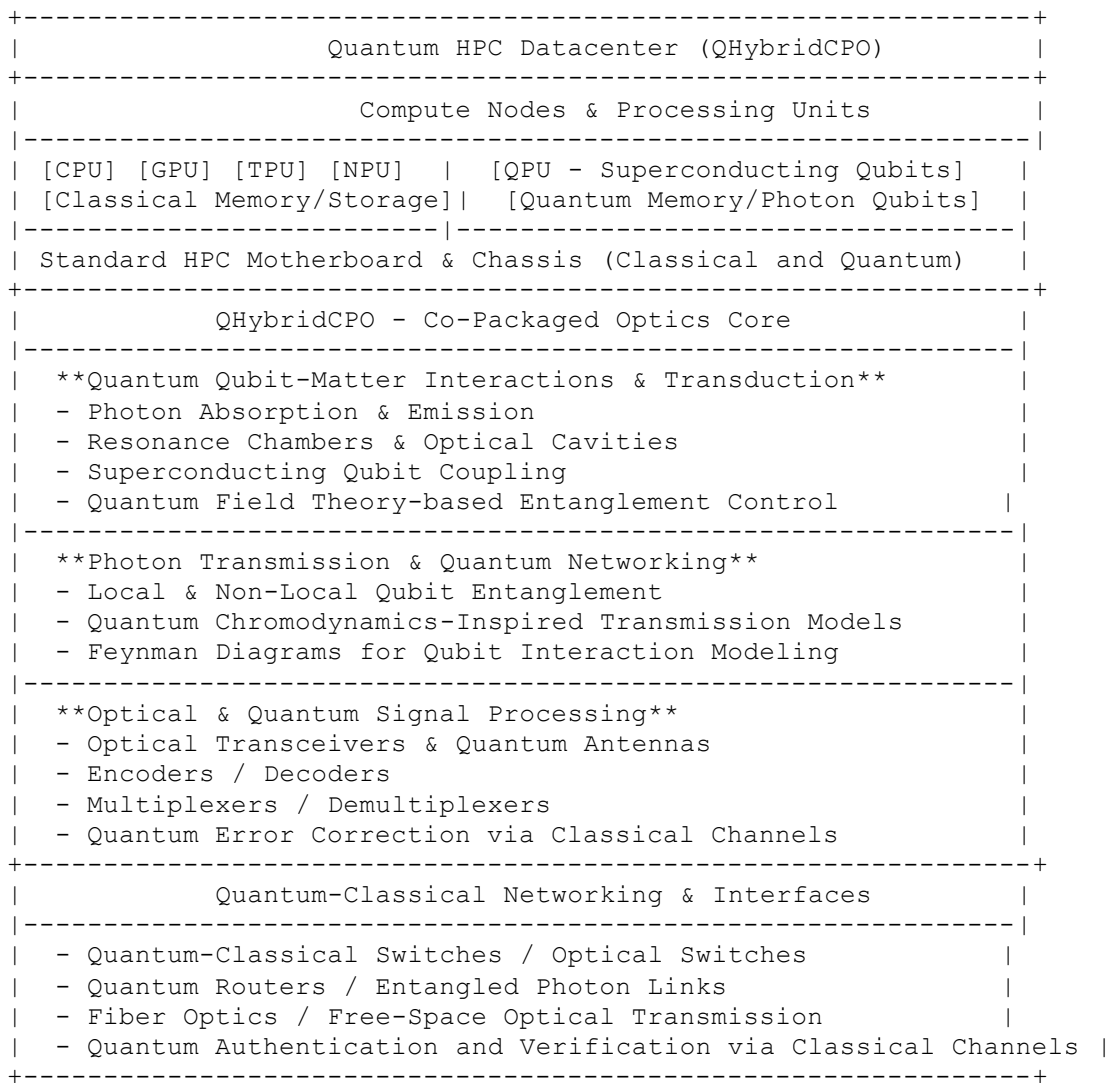 Quantum HPC Datacenter (QHybridCPO)
Compute Nodes & Processing Units
[CPU] [GPU] [TPU] [NPU] | [QPU - Superconducting Qubits]
[Classical Memory/Storage]| [Quantum Memory/Photon Qubits]
Standard HPC Motherboard & Chassis (Classical and Quantum)
QHybridCPO - Co-Packaged Optics Core
**Quantum Qubit-Matter Interactions & Transduction**
- Photon Absorption & Emission
- Resonance Chambers & Optical Cavities
- Superconducting Qubit Coupling
- Quantum Field Theory-based Entanglement Control
**Photon Transmission & Quantum Networking**
- Local & Non-Local Qubit Entanglement
- Quantum Chromodynamics-Inspired Transmission Models
- Feynman Diagrams for Qubit Interaction Modeling
**Optical & Quantum Signal Processing**
- Optical Transceivers & Quantum Antennas
- Encoders / Decoders
- Multiplexers / Demultiplexers
- Quantum Error Correction via Classical Channels
Quantum-Classical Networking & Interfaces
- Quantum-Classical Switches / Optical Switches
- Quantum Routers / Entangled Photon Links
- Fiber Optics / Free-Space Optical Transmission
- Quantum Authentication and Verification via Classical Channels